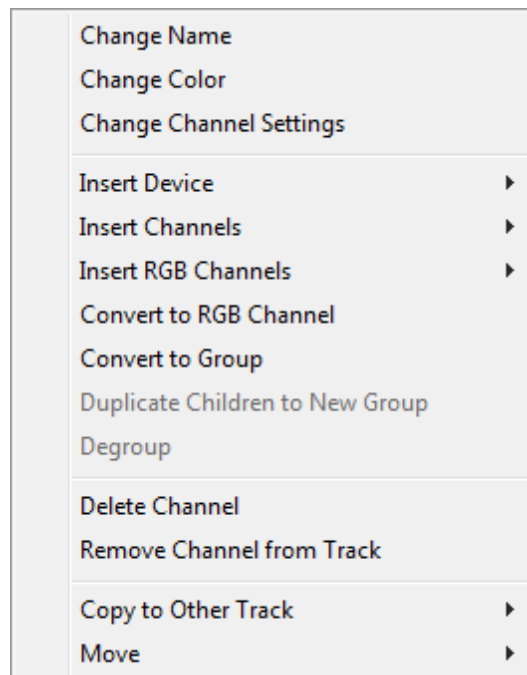 Change Name
Change Color
Change Channel Settings
Insert Device
Insert Channels
Insert RGB Channels
Convert to RGB Channel
Convert to Group
Duplicate Children to New Group
Degroup
Delete Channel
Remove Channel from Track
Copy to Other Track
Move